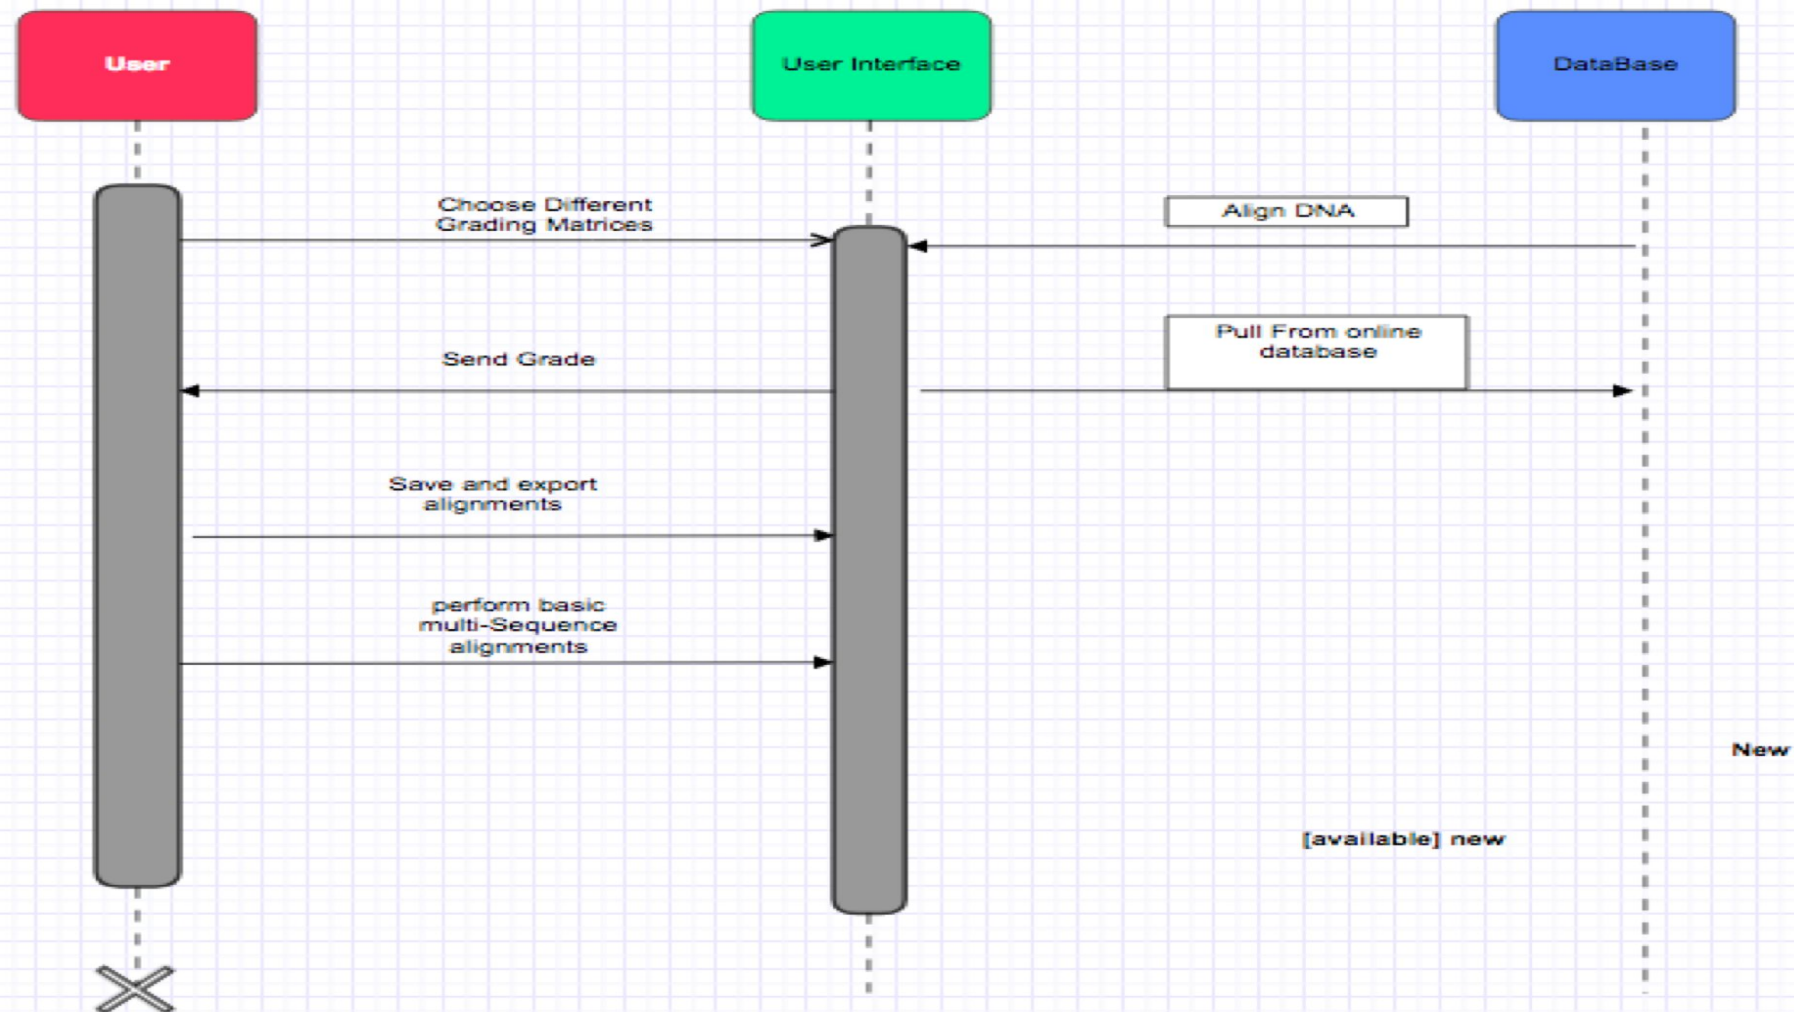 User
User Interface
DataBase
Choose Different
Grading Matrices
Align DNA
Pull From online
database
Send Grade
Save and export
alignments
perform basic
multi-Sequence
alignments
New
[available] new